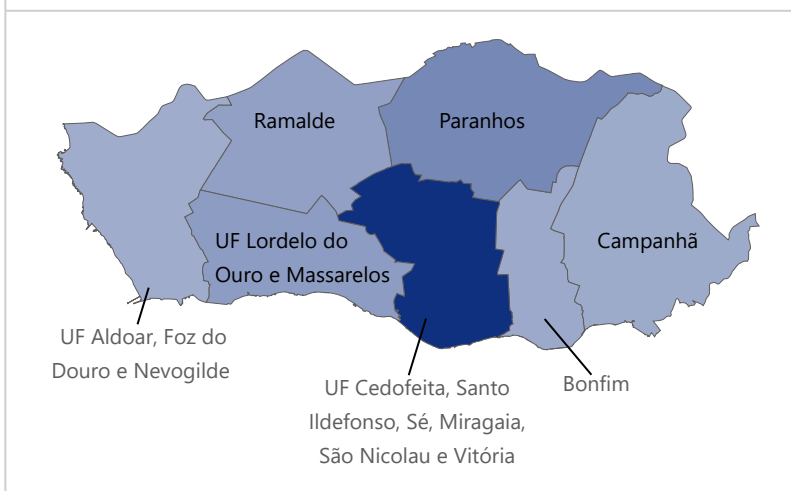 Ramalde
Paranhos
UF Lordelo do
Ouro e Massarelos
Campanhã
UF Aldoar, Foz do
Douro e Nevogilde
UF Cedofeita, Santo
Ildefonso, Sé, Miragaia,
São Nicolau e Vitória
Bonfim